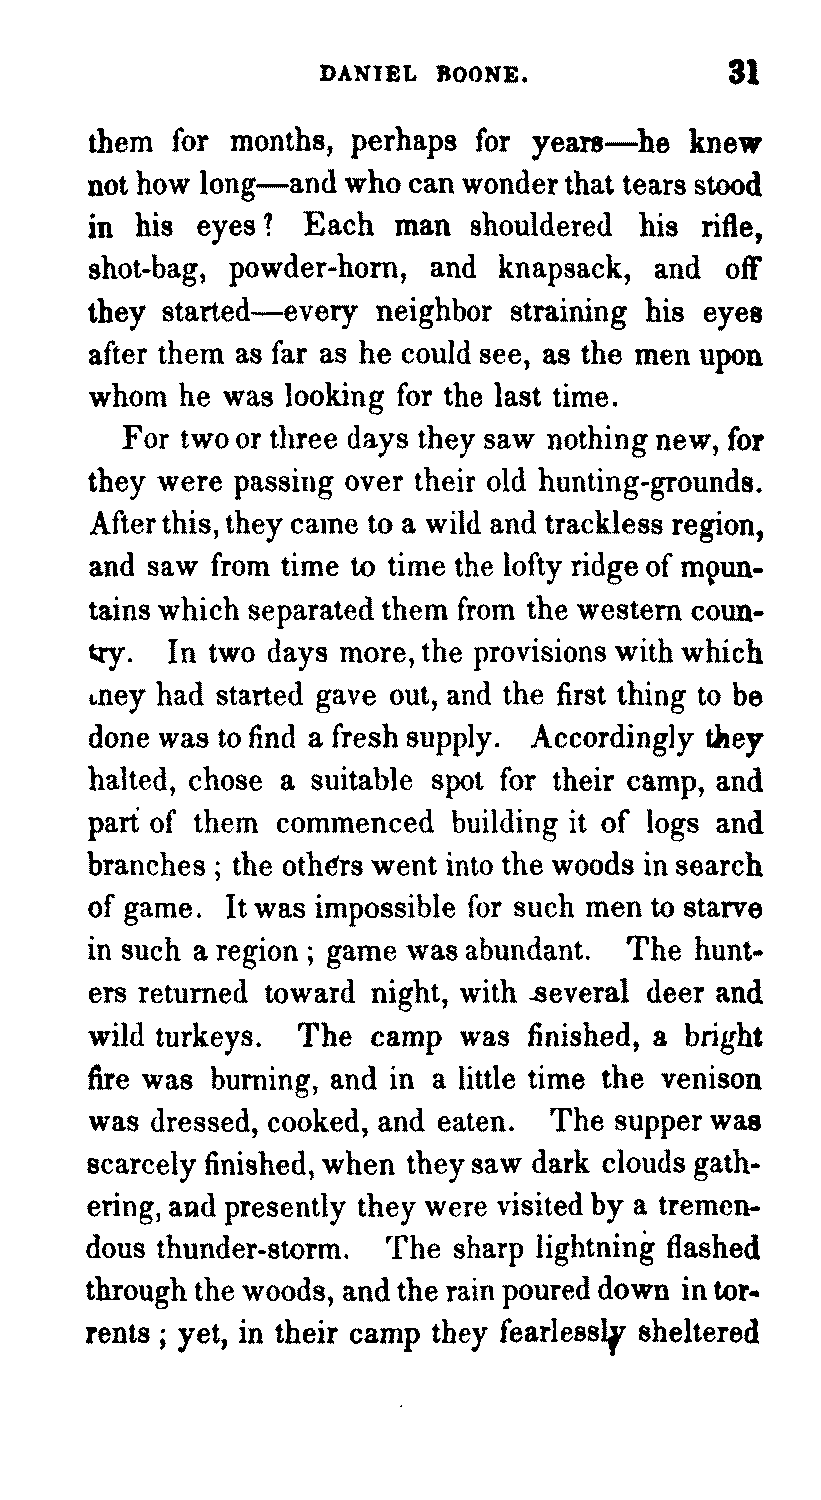 DANIEL BOONE. 31
them for months, perhaps for years—he knew
not how long—and who can wonder that tears stood
in his eyes? Each man shouldered his rifle,
shot-bag, powder-horn, and knapsack, and off
they started—every neighbor straining his eyes
after them as far as he could see, as the men upon
whom he was looking for the last time.
For two or three days they saw nothing new, for
they were passing over their old hunting-grounds.
After this, they came to a wild and trackless region,
and saw from time to time the lofty ridge of moun-
tains which separated them from the western coun-
try. In two days more, the provisions with which
they had started gave out, and the first thing to be
done was to find a fresh supply. Accordingly they
halted, chose a suitable spot for their camp, and
part of them commenced building it of logs and
branches; the others went into the woods in search
of game. It was impossible for such men to starve
in such a region; game was abundant. The hunt-
ers returned toward night, with several deer and
wild turkeys. The camp was finished, a bright
fire was burning, and in a little time the venison
was dressed, cooked, and eaten. The supper was
scarcely finished, when they saw dark clouds gath-
ering, and presently they were visited by a tremen-
dous thunder-storm. The sharp lightning flashed
through the woods, and the rain poured down in tor-
rents; yet, in their camp they fearlessly sheltered